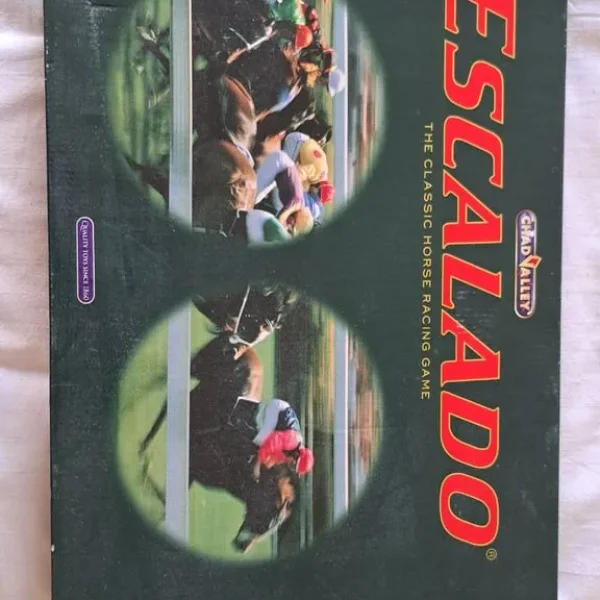 CHAD VALLEY
ESCALADO®
THE CLASSIC HORSE RACING GAME
QUALITY TOYS SINCE 1860